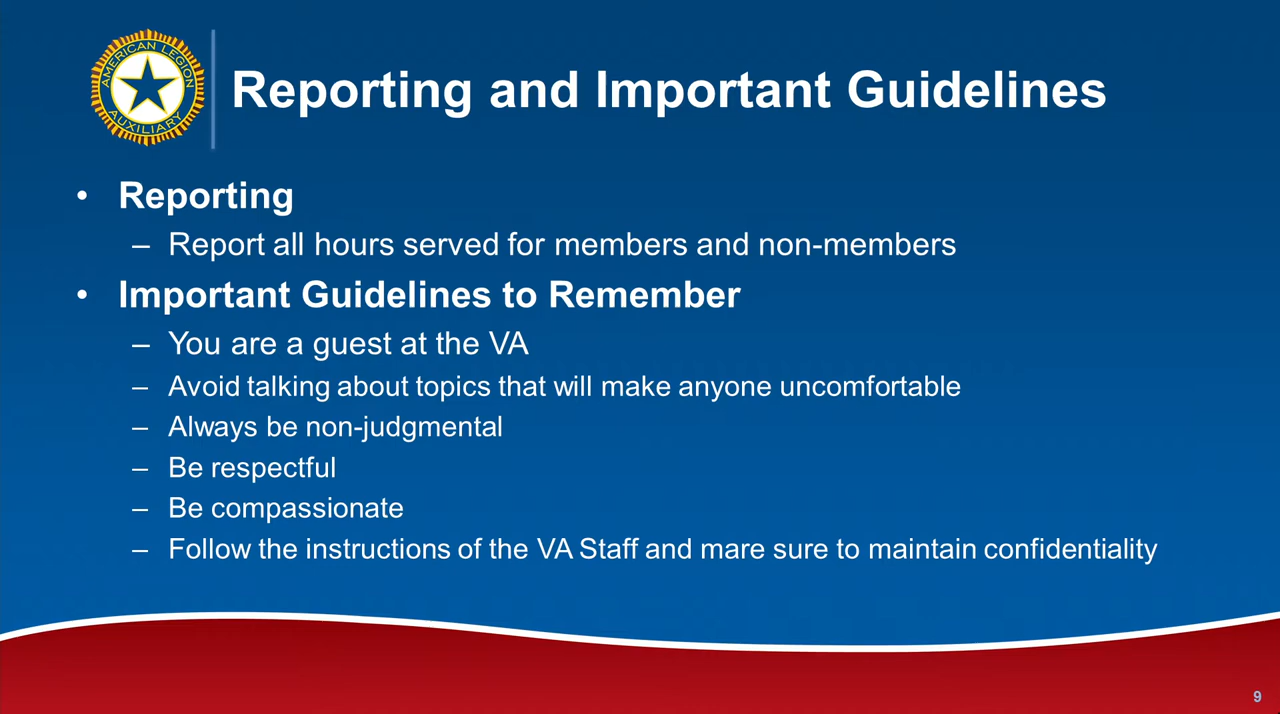 AMERICAN LEGION
AUXILIARY
Reporting and Important Guidelines
• Reporting
– Report all hours served for members and non-members
• Important Guidelines to Remember
– You are a guest at the VA
– Avoid talking about topics that will make anyone uncomfortable
– Always be non-judgmental
– Be respectful
– Be compassionate
– Follow the instructions of the VA Staff and mare sure to maintain confidentiality
9